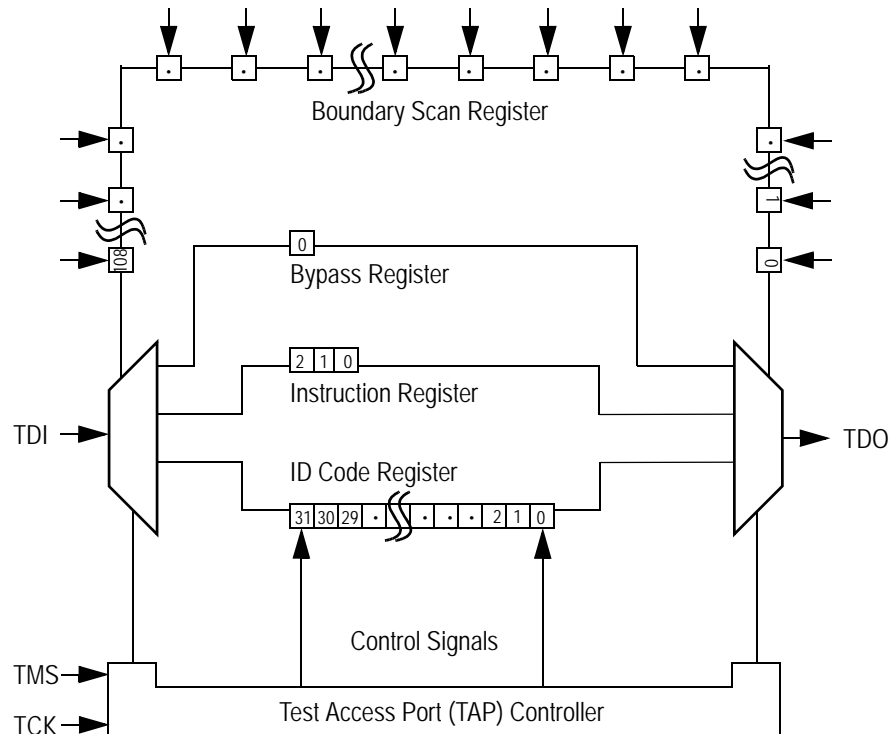 Boundary Scan Register
1
108
0
0
Bypass Register
2 1 0
Instruction Register
TDI
TDO
ID Code Register
31 30 29 . . . . . 2 1 0
Control Signals
TMS
Test Access Port (TAP) Controller
TCK